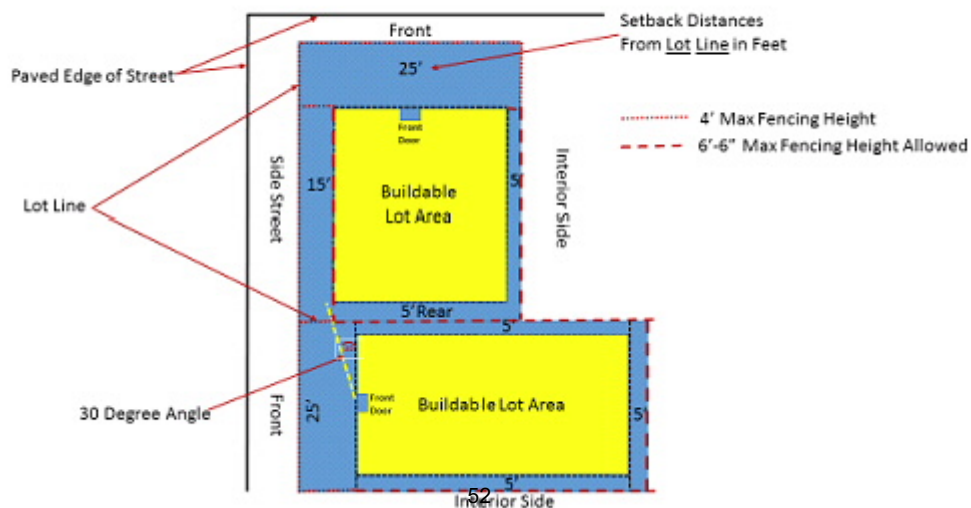 Front
Setback Distances
From Lot Line in Feet
Paved Edge of Street
25'
4' Max Fencing Height
6'-6" Max Fencing Height Allowed
Front
Door
Side Street
15'
Buildable
Lot Area
5'
Interior Side
Lot Line
5' Rear
5'
30 Degree Angle
Front
25'
Front
Door
Buildable Lot Area
5'
5'
52
Interior Side